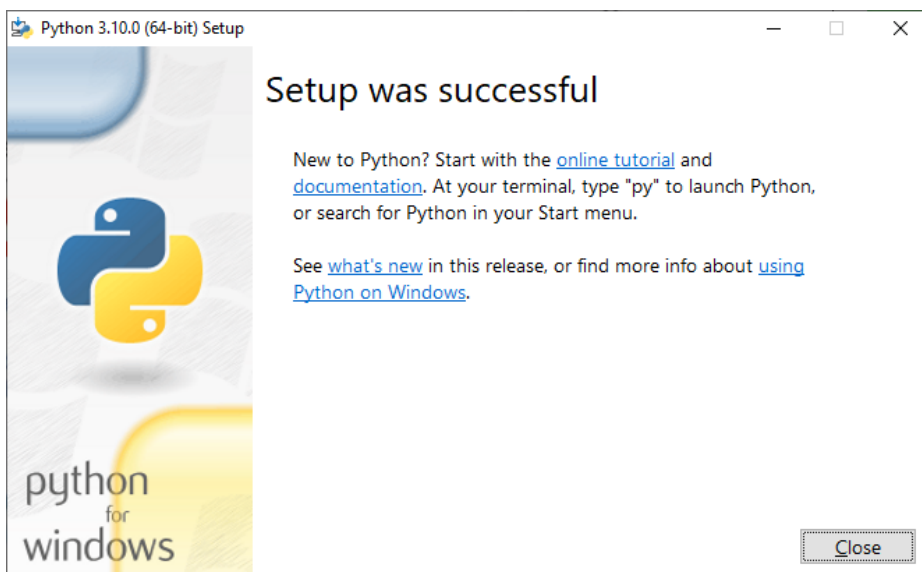 Python 3.10.0 (64-bit) Setup
Setup was successful
New to Python? Start with the online tutorial and
documentation. At your terminal, type "py" to launch Python,
or search for Python in your Start menu.
See what's new in this release, or find more info about using
Python on Windows.
python
for
windows
Close